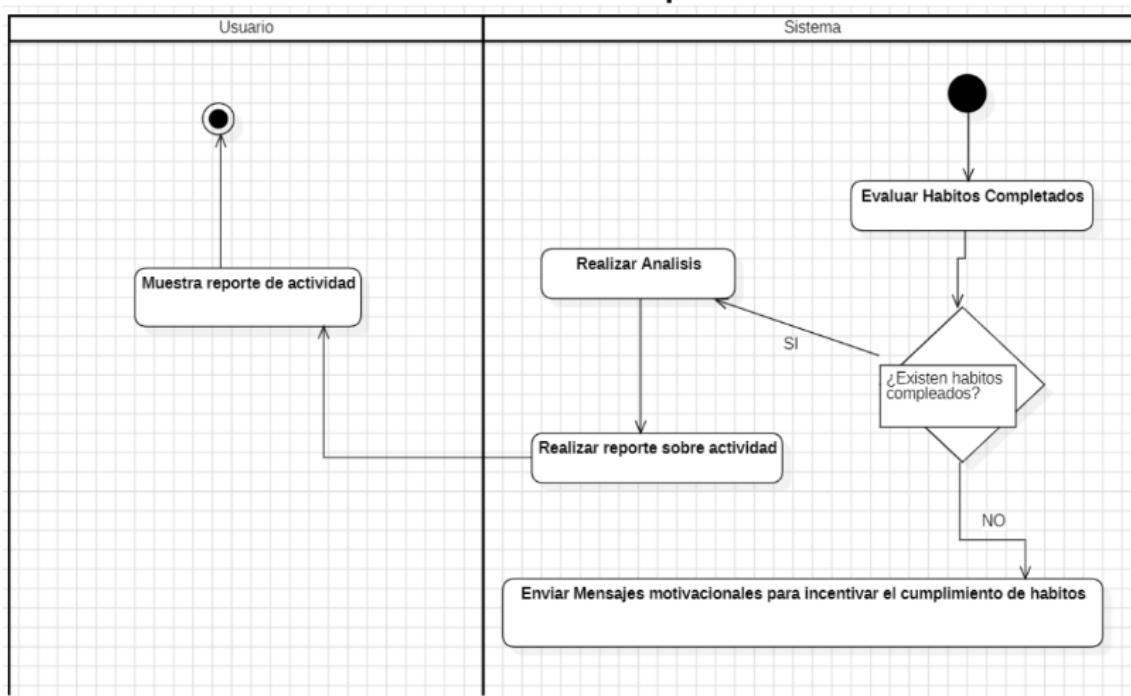 Usuario
Sistema
Evaluar Habitos Completados
Realizar Analisis
Muestra reporte de actividad
SI
¿Existen habitos
compleados?
Realizar reporte sobre actividad
NO
Enviar Mensajes motivacionales para incentivar el cumplimiento de habitos